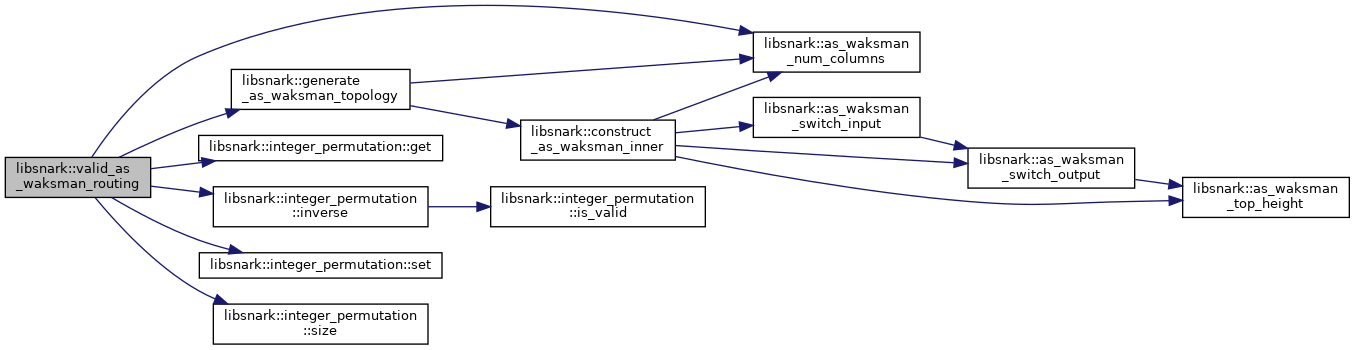 libsnark::valid_as
_waksman_routing
libsnark::generate
_as_waksman_topology
libsnark::integer_permutation::get
libsnark::integer_permutation
::inverse
libsnark::integer_permutation::set
libsnark::integer_permutation
::size
libsnark::construct
_as_waksman_inner
libsnark::integer_permutation
::is_valid
libsnark::as_waksman
_num_columns
libsnark::as_waksman
_switch_input
libsnark::as_waksman
_switch_output
libsnark::as_waksman
_top_height